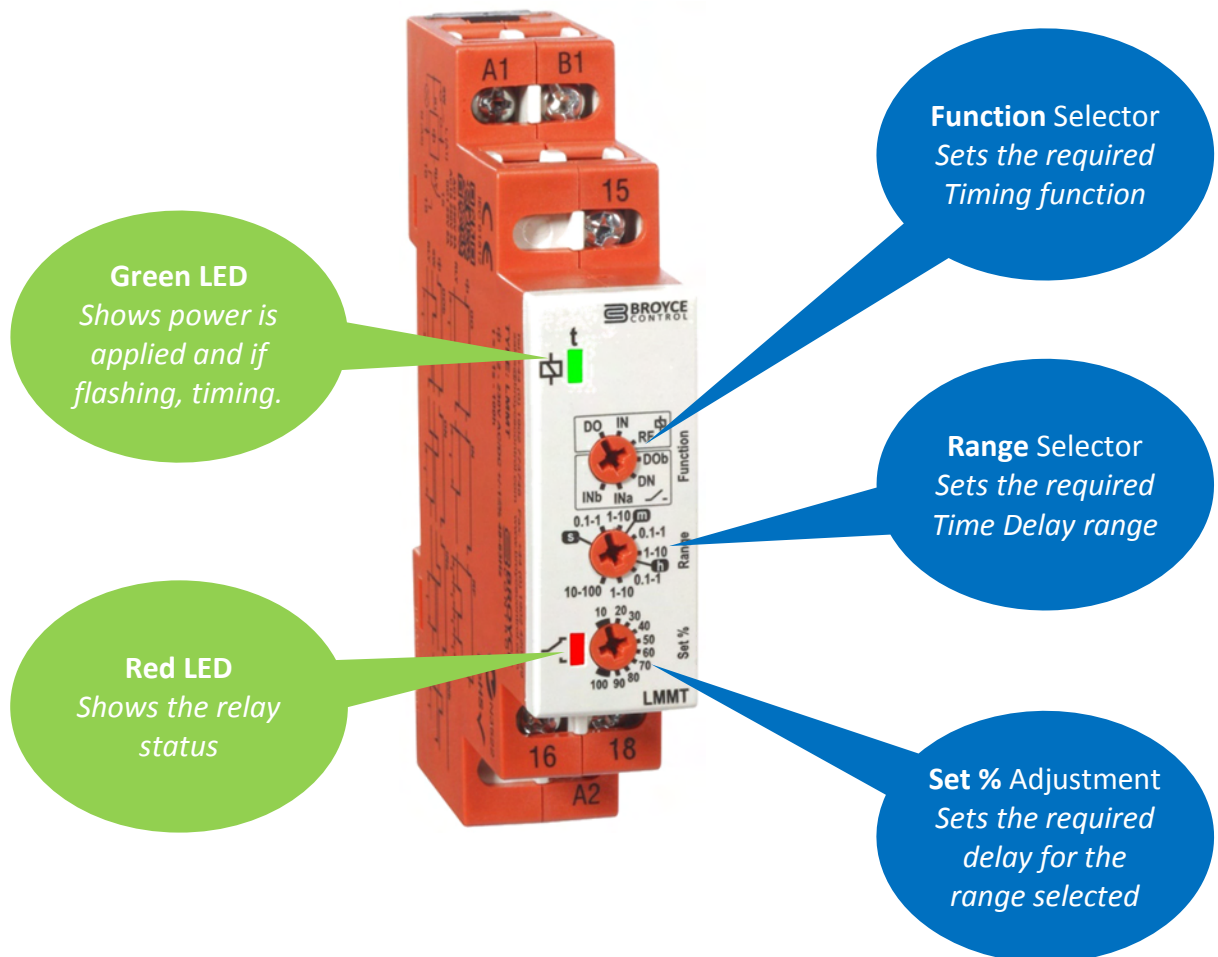 A1 B1
15
Function Selector
Sets the required
Timing function
Green LED
Shows power is
applied and if
flashing, timing.
BROYCE
CONTROL
t
DO IN RF
DOb
DN
INb INa
Function
Range Selector
Sets the required
Time Delay range
0.1-1 1-10 m
s 0.1-1
1-10
h
0.1-1
10-100 1-10
Range
10 20 30
40
50
60
70
80
100 90
Set %
LMMT
Red LED
Shows the relay
status
16 18
A2
Set % Adjustment
Sets the required
delay for the
range selected